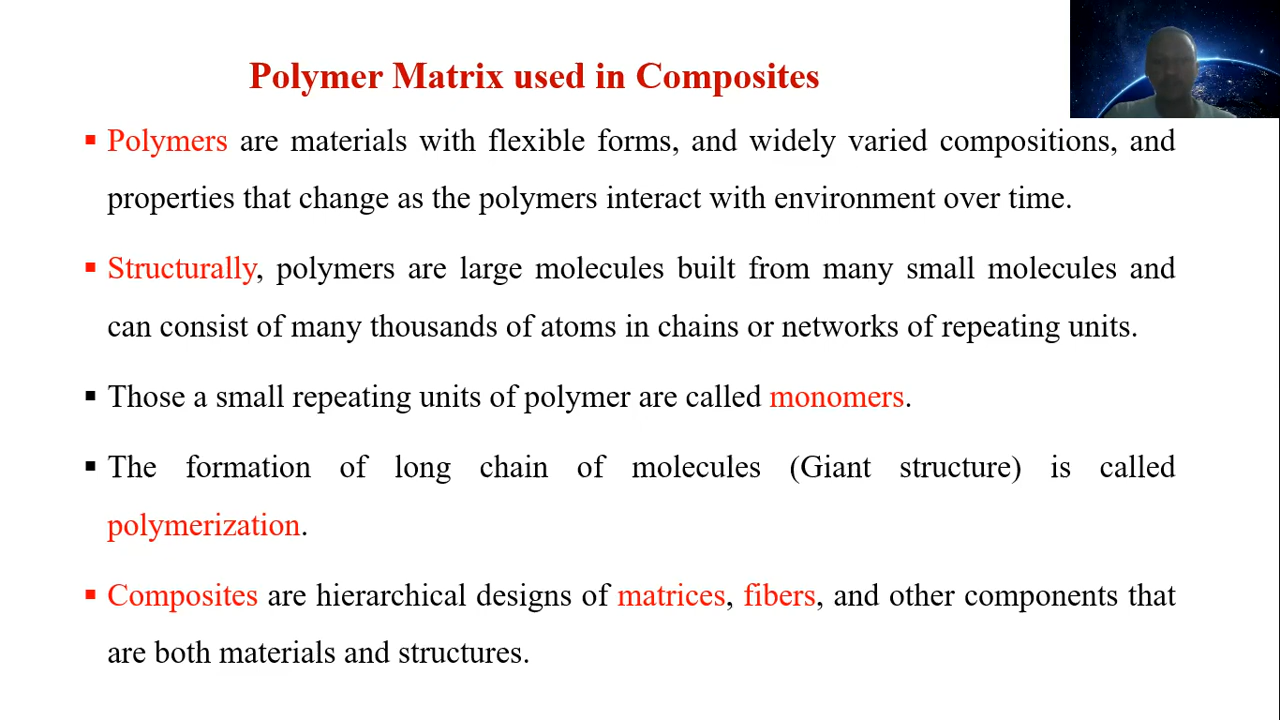 Polymer Matrix used in Composites
▪ Polymers are materials with flexible forms, and widely varied compositions, and
properties that change as the polymers interact with environment over time.
▪ Structurally, polymers are large molecules built from many small molecules and
can consist of many thousands of atoms in chains or networks of repeating units.
▪ Those a small repeating units of polymer are called monomers.
▪ The formation of long chain of molecules (Giant structure) is called
polymerization.
▪ Composites are hierarchical designs of matrices, fibers, and other components that
are both materials and structures.